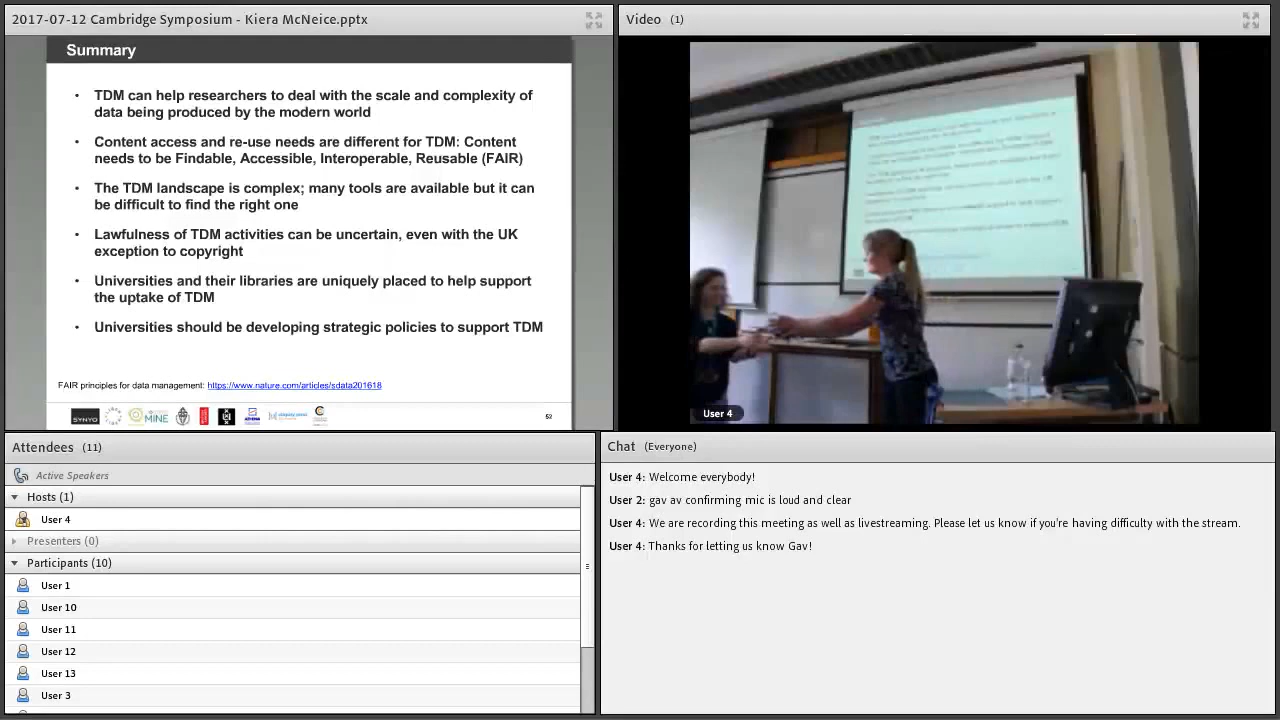 2017-07-12 Cambridge Symposium - Kiera McNeice.pptx
Summary
• TDM can help researchers to deal with the scale and complexity of
data being produced by the modern world
• Content access and re-use needs are different for TDM: Content
needs to be Findable, Accessible, Interoperable, Reusable (FAIR)
• The TDM landscape is complex; many tools are available but it can
be difficult to find the right one
• Lawfulness of TDM activities can be uncertain, even with the UK
exception to copyright
• Universities and their libraries are uniquely placed to help support
the uptake of TDM
• Universities should be developing strategic policies to support TDM
FAIR principles for data management: https://www.nature.com/articles/sdata201618
SYNYO
MINE
52
Video (1)
User 4
Attendees (11)
Active Speakers
Hosts (1)
User 4
Presenters (0)
Participants (10)
User 1
User 10
User 11
User 12
User 13
User 3
Chat (Everyone)
User 4: Welcome everybody!
User 2: gav av confirming mic is loud and clear
User 4: We are recording this meeting as well as livestreaming. Please let us know if you're having difficulty with the stream.
User 4: Thanks for letting us know Gav!